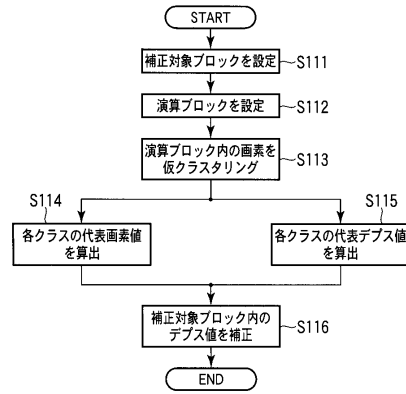 START
補正対象ブロックを設定
S111
演算ブロックを設定
S112
演算ブロック内の画素を
仮クラスタリング
S113
S114
各クラスの代表画素値
を算出
S115
各クラスの代表デプス値
を算出
補正対象ブロック内の
デプス値を補正
S116
END